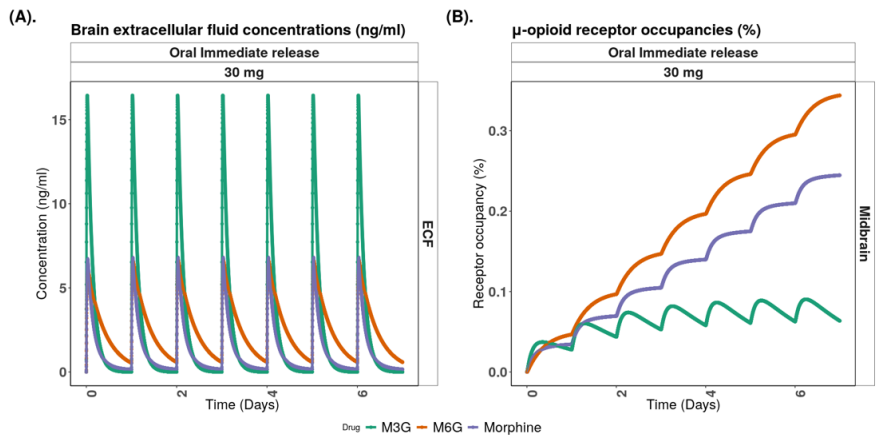 (A).
Brain extracellular fluid concentrations (ng/ml)
Oral Immediate release
30 mg
15
10
5
0
Concentration (ng/ml)
ECF
0
2
4
6
Time (Days)
(B).
μ-opioid receptor occupancies (%)
Oral Immediate release
30 mg
0.3
0.2
0.1
0.0
Receptor occupancy (%)
Midbrain
0
2
4
6
Time (Days)
Drug M3G M6G Morphine